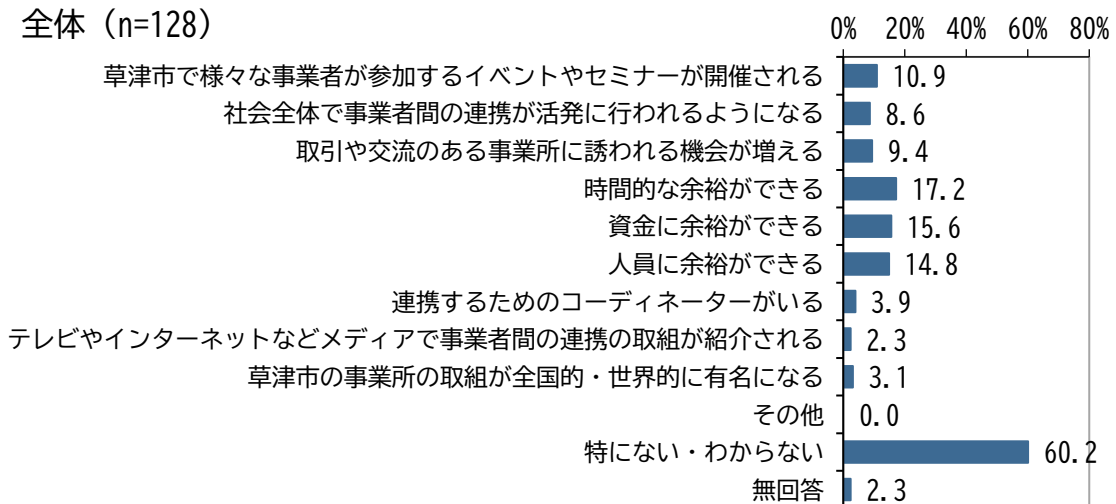 全体 (n=128)
0% 20% 40% 60% 80%
草津市で様々な事業者が参加するイベントやセミナーが開催される 10.9
社会全体で事業者間の連携が活発に行われるようになる 8.6
取引や交流のある事業所に誘われる機会が増える 9.4
時間的な余裕ができる 17.2
資金に余裕ができる 15.6
人員に余裕ができる 14.8
連携するためのコーディネーターがいる 3.9
テレビやインターネットなどメディアで事業者間の連携の取組が紹介される 2.3
草津市の事業所の取組が全国的・世界的に有名になる 3.1
その他 0.0
特にない・わからない 60.2
無回答 2.3